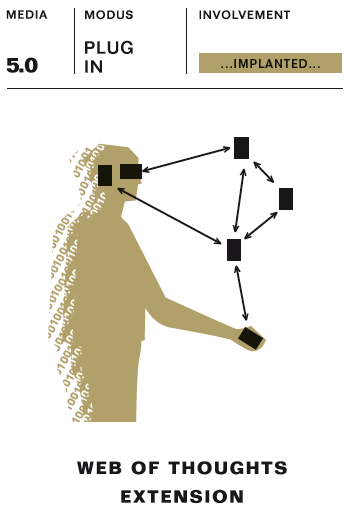 MEDIA
MODUS
INVOLVEMENT
5.0
PLUG
IN
...IMPLANTED...
WEB OF THOUGHTS
EXTENSION